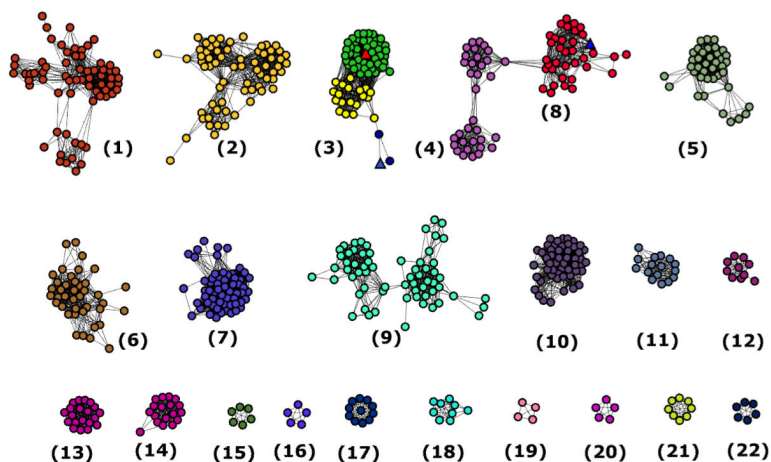 (1) (2) (3) (4) (8) (5)
(6) (7) (9) (10) (11) (12)
(13) (14) (15) (16) (17) (18) (19) (20) (21) (22)